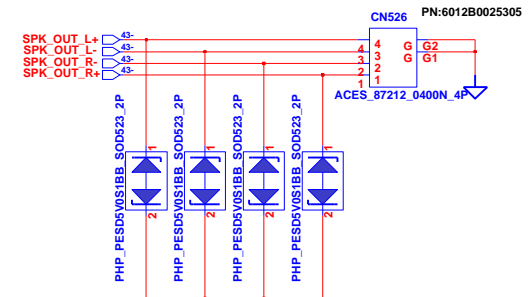 PN:6012B0025305
CN526
SPK_OUT_L+ 43-
SPK_OUT_L- 43-
SPK_OUT_R- 43-
SPK_OUT_R+ 43-
4 4 G G2
3 3 G G1
2 2
1 1
ACES_87212_0400N_4P
PHP_PESD5V0S1BB_SOD523_2P
1
2
PHP_PESD5V0S1BB_SOD523_2P
1
2
PHP_PESD5V0S1BB_SOD523_2P
1
2
PHP_PESD5V0S1BB_SOD523_2P
1
2